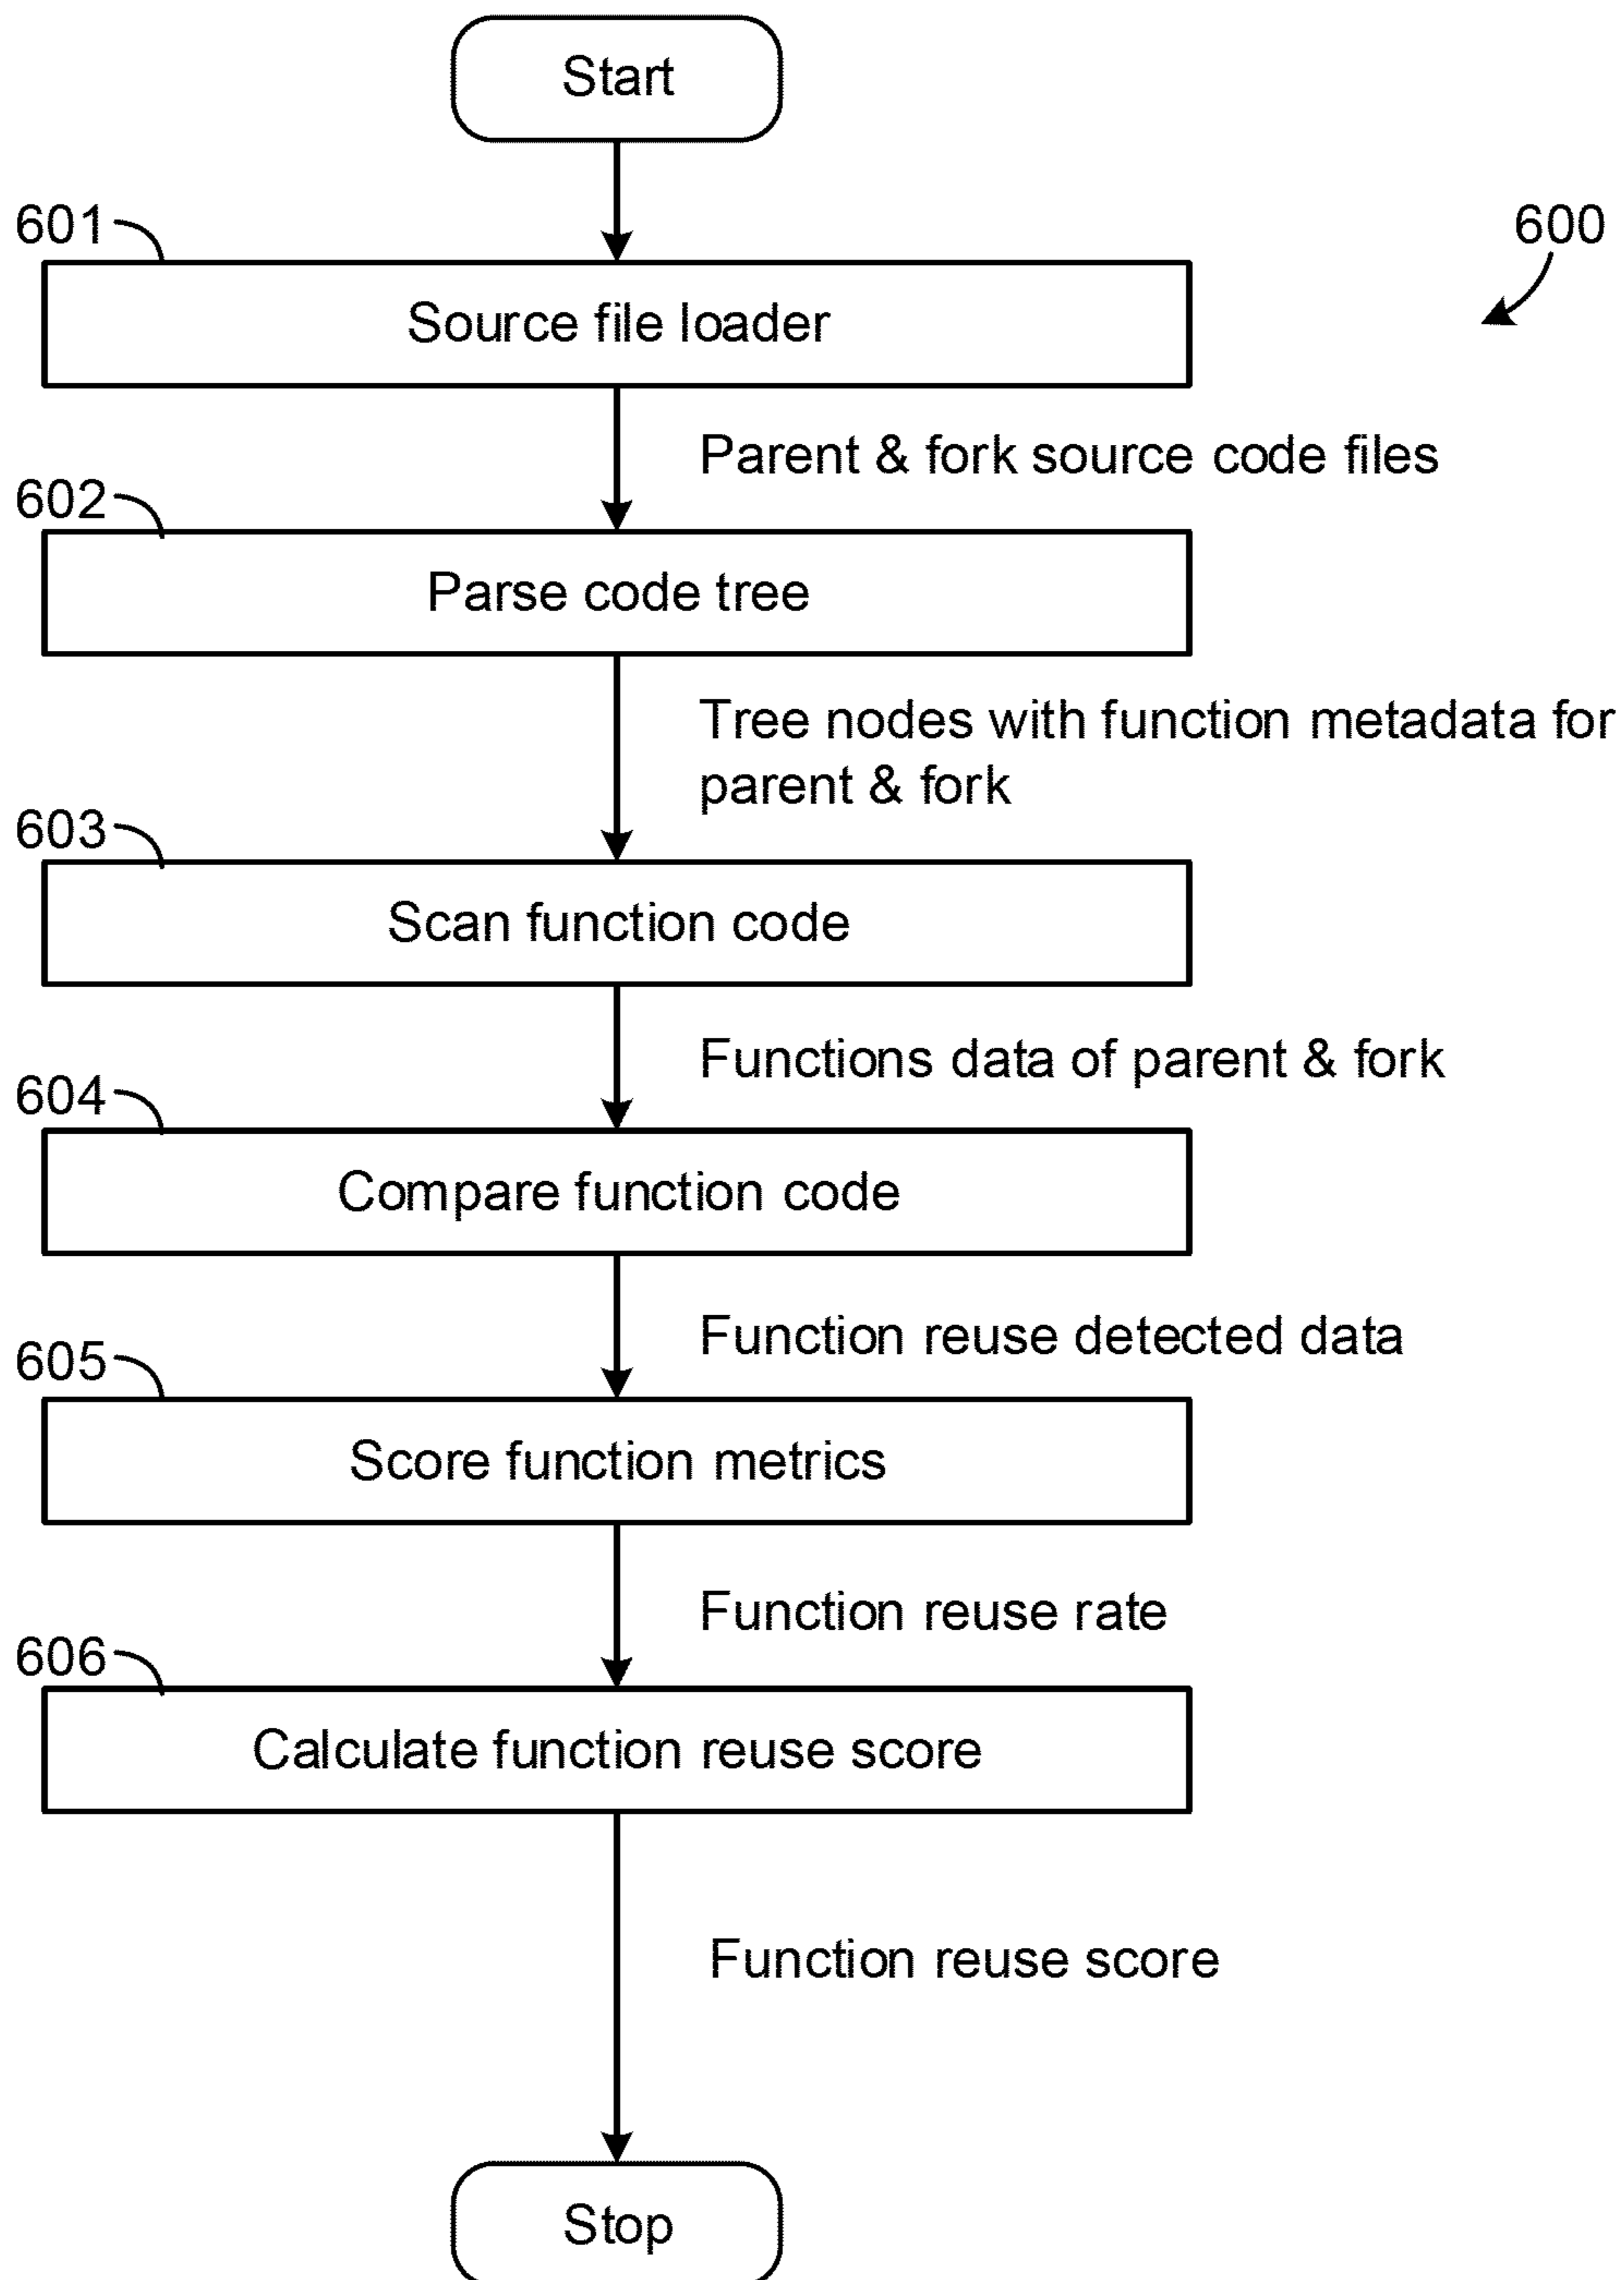 Start
601
600
Source file loader
Parent & fork source code files
602
Parse code tree
Tree nodes with function metadata for
parent & fork
603
Scan function code
Functions data of parent & fork
604
Compare function code
Function reuse detected data
605
Score function metrics
Function reuse rate
606
Calculate function reuse score
Function reuse score
Stop